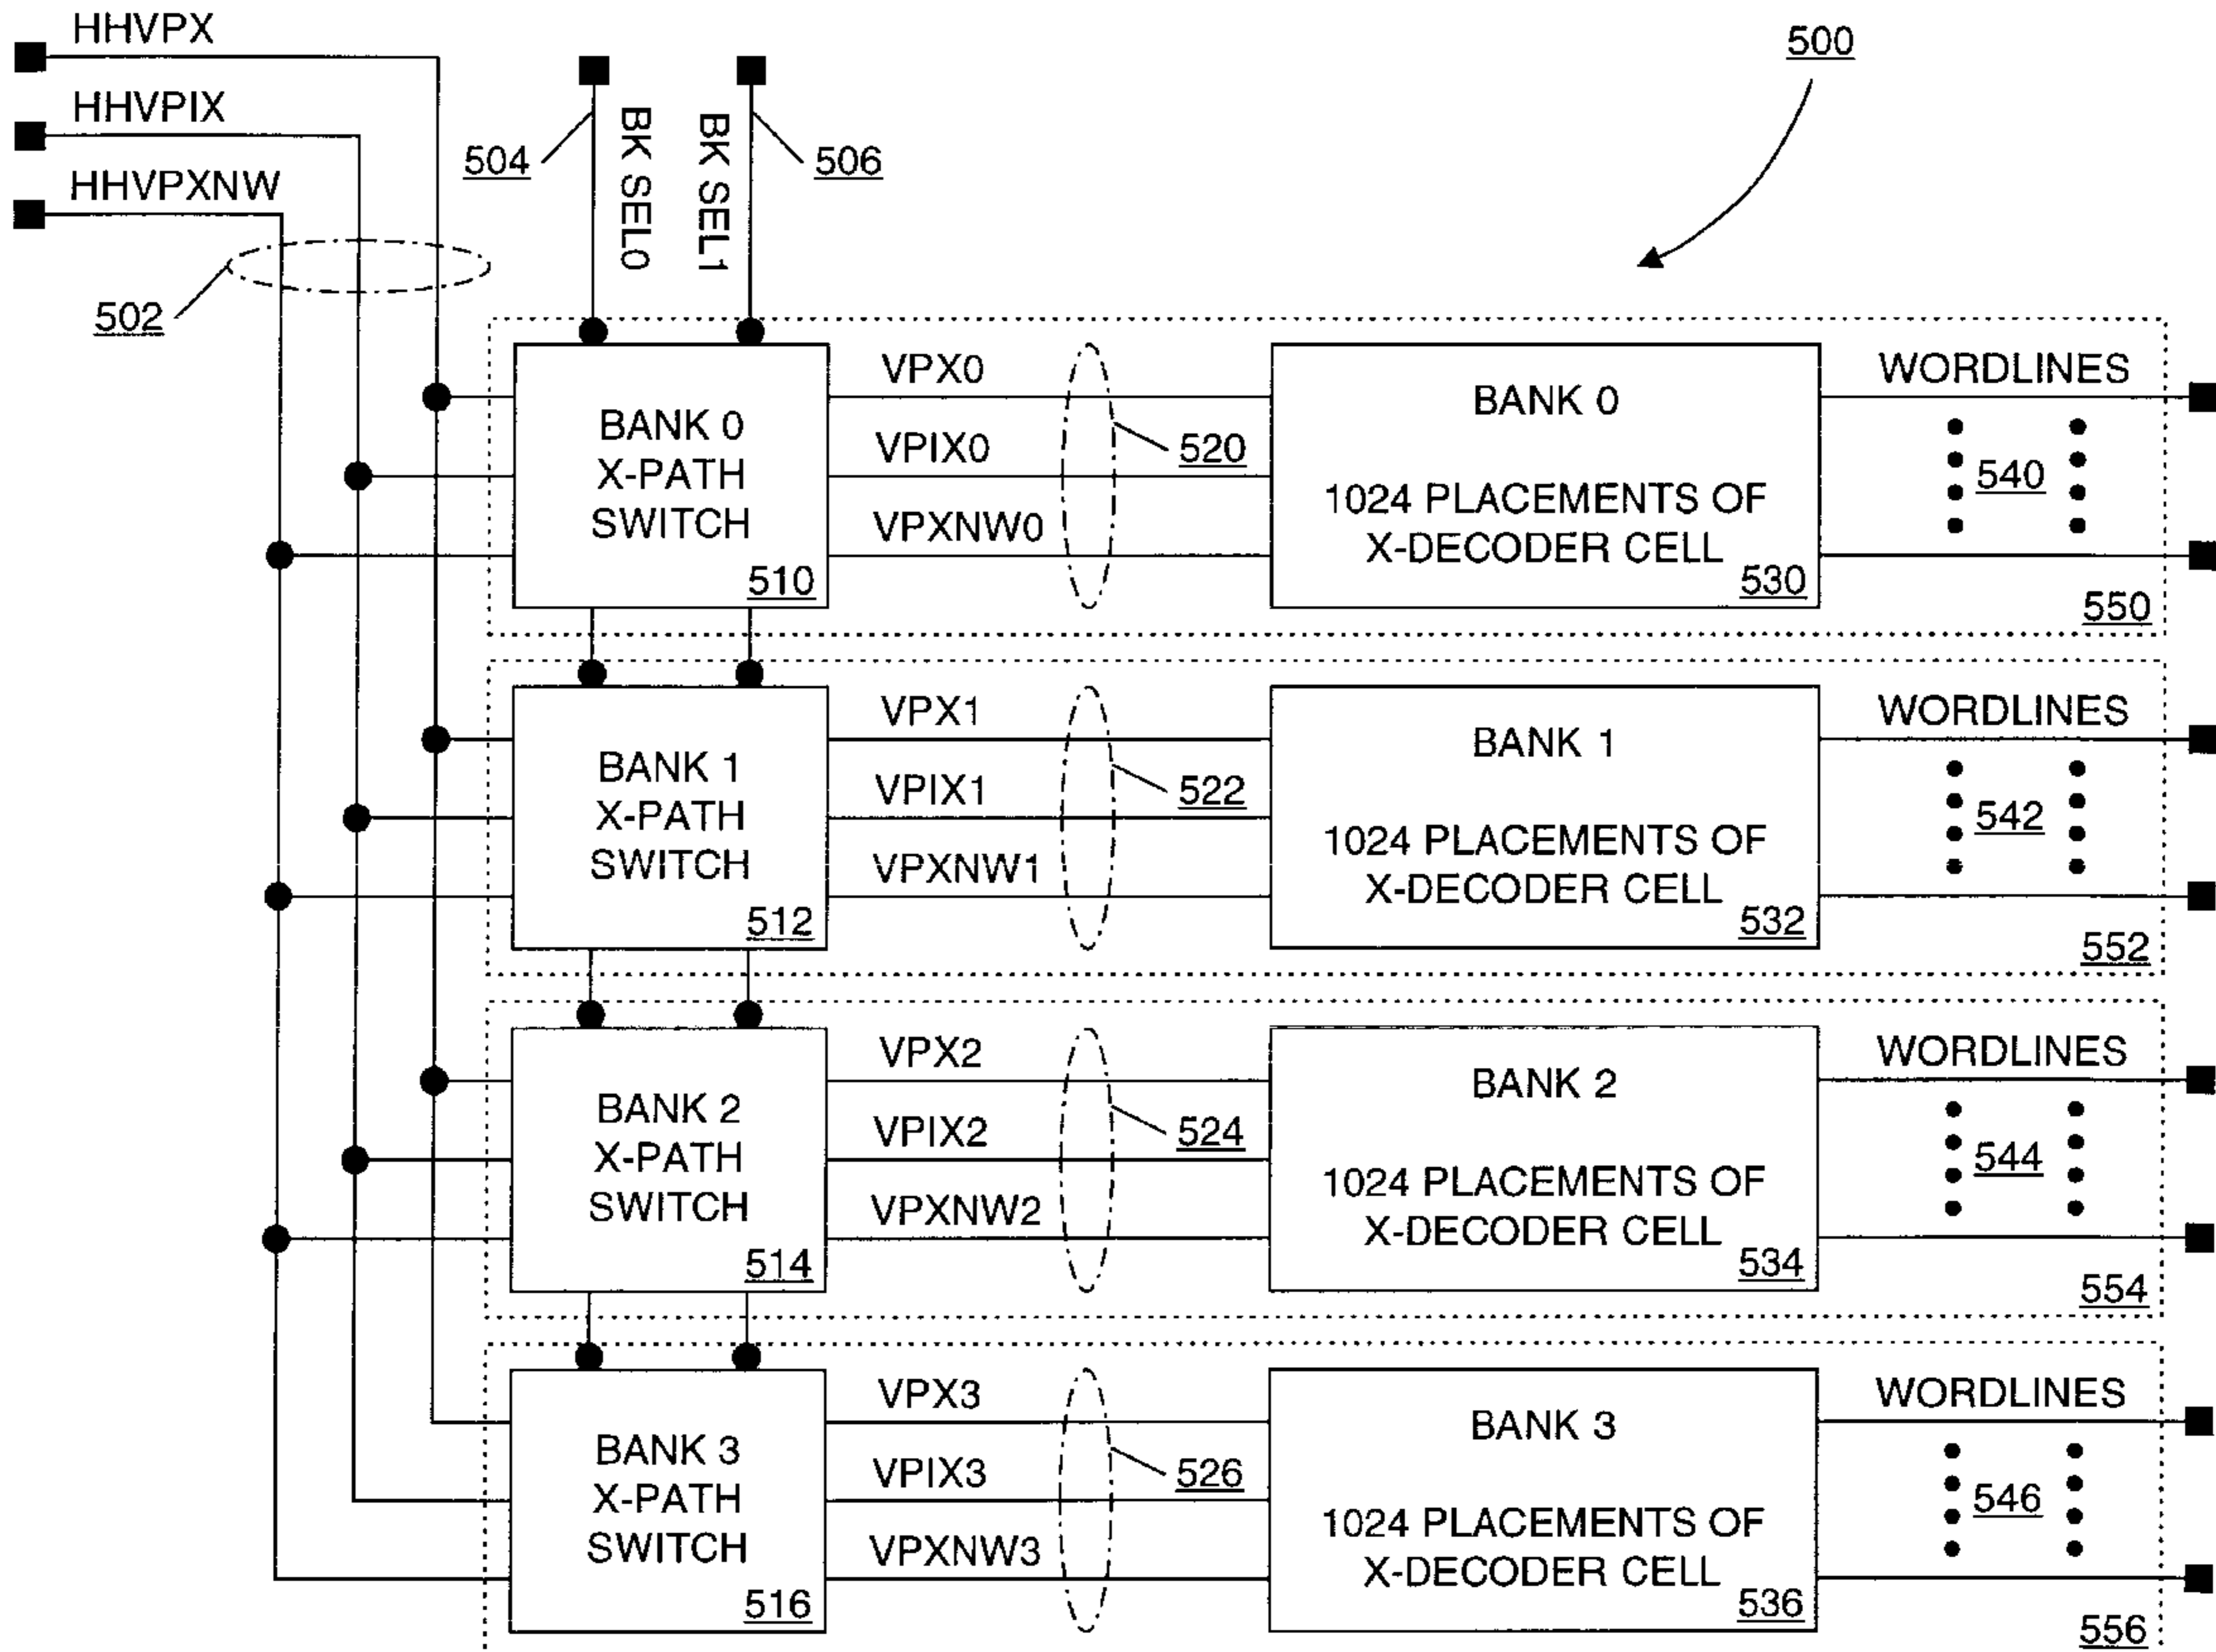 HHVPX
HHVPIX
HHVPXNW
502
504
BK SEL0
BK SEL1
506
500
BANK 0
X-PATH
SWITCH
510
VPX0
VPIX0
VPXNW0
520
BANK 0
1024 PLACEMENTS OF
X-DECODER CELL
530
WORDLINES
540
550
BANK 1
X-PATH
SWITCH
512
VPX1
VPIX1
VPXNW1
522
BANK 1
1024 PLACEMENTS OF
X-DECODER CELL
532
WORDLINES
542
552
BANK 2
X-PATH
SWITCH
514
VPX2
VPIX2
VPXNW2
524
BANK 2
1024 PLACEMENTS OF
X-DECODER CELL
534
WORDLINES
544
554
BANK 3
X-PATH
SWITCH
516
VPX3
VPIX3
VPXNW3
526
BANK 3
1024 PLACEMENTS OF
X-DECODER CELL
536
WORDLINES
546
556